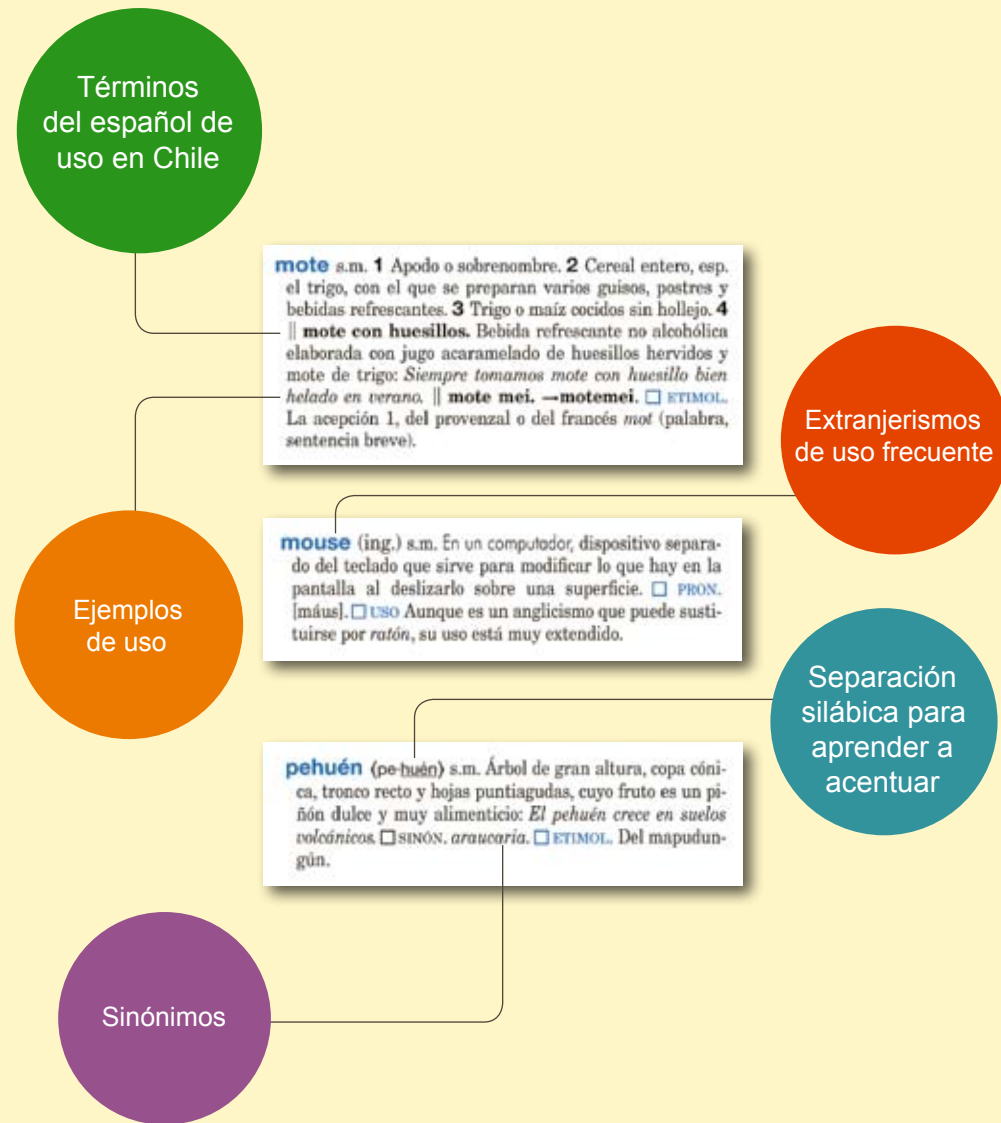 Términos
del español de
uso en Chile
mote s.m. 1 Apodo o sobrenombre. 2 Cereal entero, esp.
el trigo, con el que se preparan varios guisos, postres y
bebidas refrescantes. 3 Trigo o maíz cocidos sin hollejo. 4
|| mote con huesillos. Bebida refrescante no alcohólica
elaborada con jugo acaramelado de huesillos hervidos y
mote de trigo: Siempre tomamos mote con huesillo bien
helado en verano. || mote mei. →motemei. □ ETIMOL.
La acepción 1, del provenzal o del francés mot (palabra,
sentencia breve).
Extranjerismos
de uso frecuente
mouse (ing.) s.m. En un computador, dispositivo separa-
do del teclado que sirve para modificar lo que hay en la
pantalla al deslizarlo sobre una superficie. □ PRON.
[máus]. □ USO Aunque es un anglicismo que puede susti-
tuirse por ratón, su uso está muy extendido.
Ejemplos
de uso
Separación
silábica para
aprender a
acentuar
pehuén (pe-huén) s.m. Árbol de gran altura, copa cóni-
ca, tronco recto y hojas puntiagudas, cuyo fruto es un pi-
ñón dulce y muy alimenticio: El pehuén crece en suelos
volcánicos. □ SINÓN. araucaria. □ ETIMOL. Del mapudun-
gún.
Sinónimos